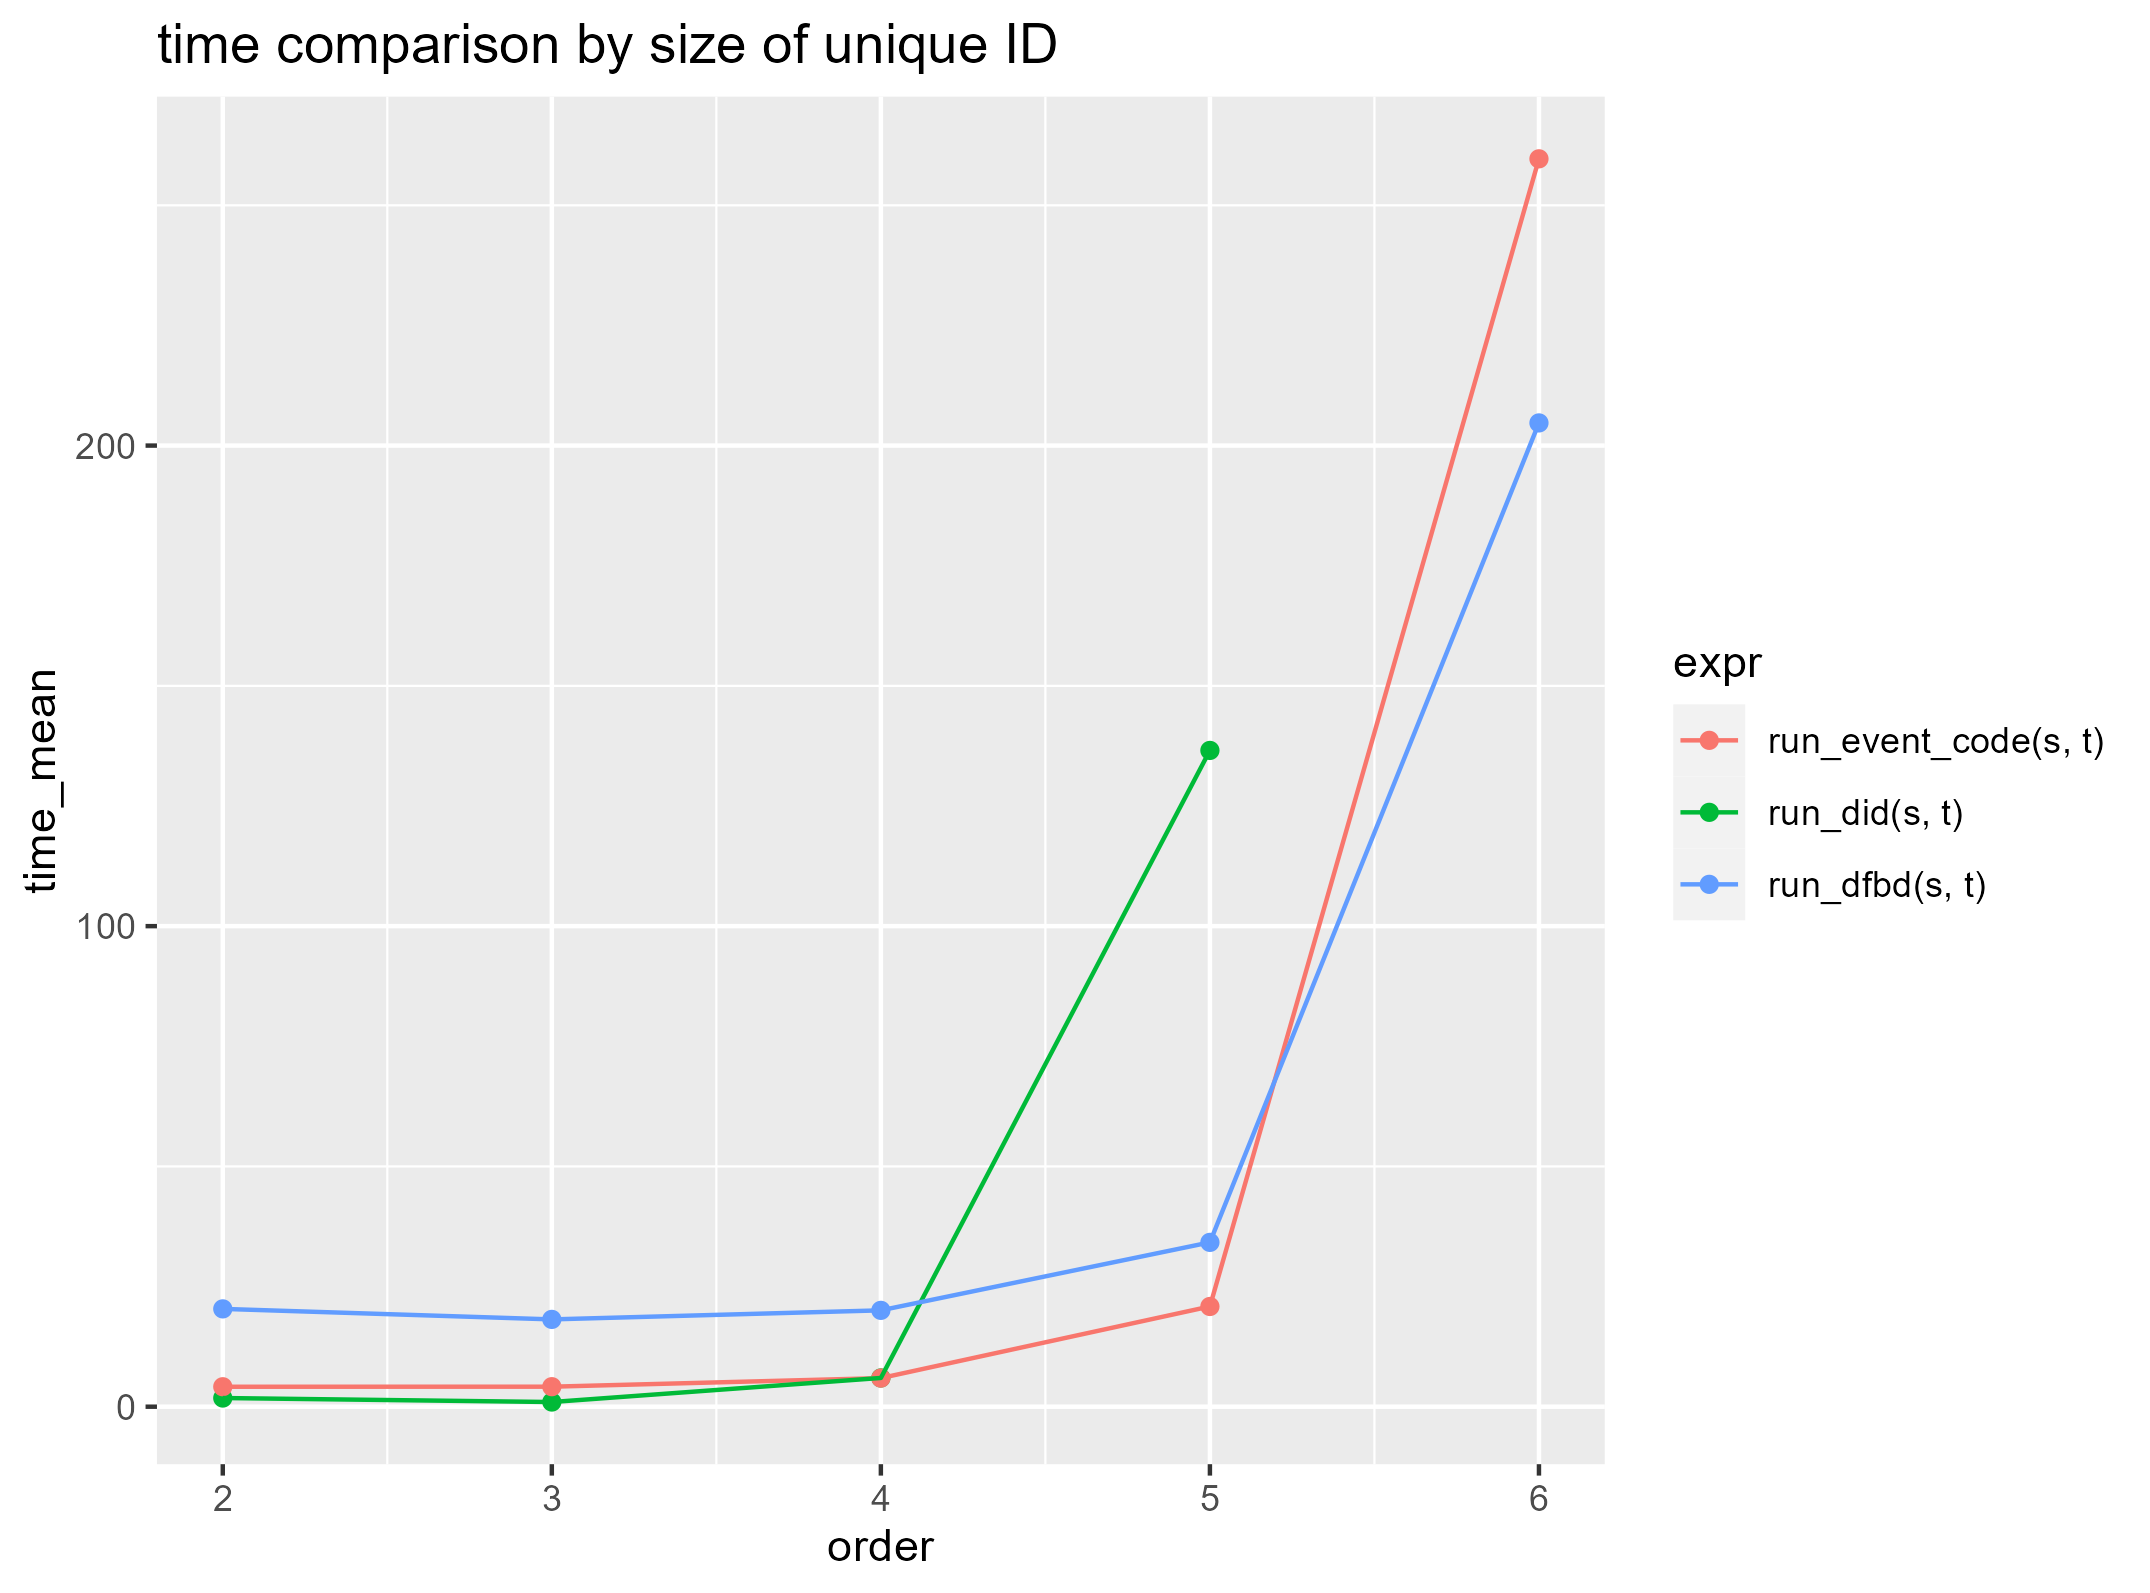 time comparison by size of unique ID
200
100
0
time_mean
2 3 4 5 6
order
expr
run_event_code(s, t)
run_did(s, t)
run_dfbd(s, t)